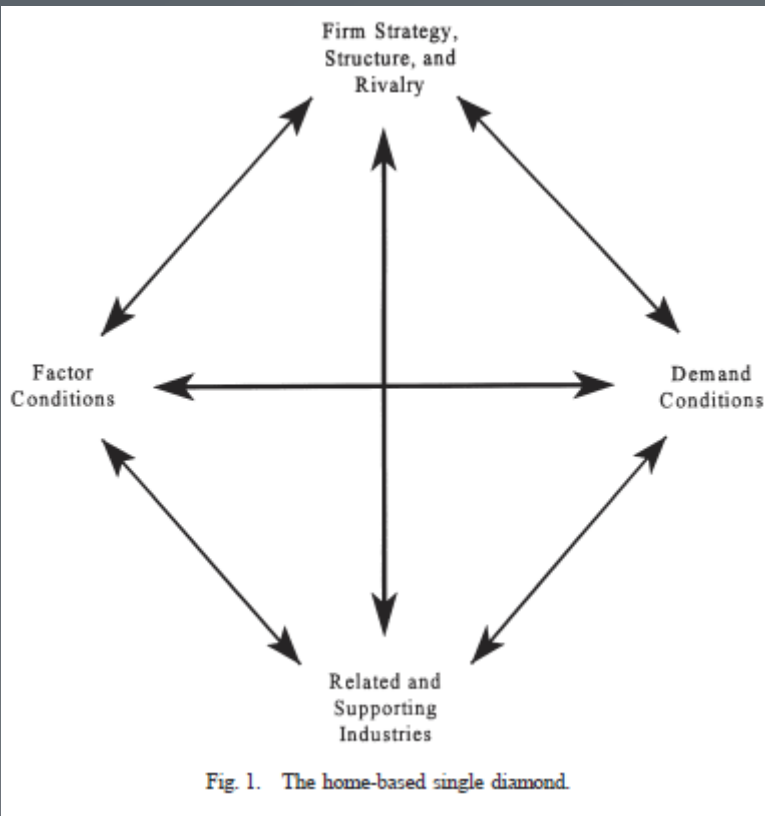 Firm Strategy,
Structure, and
Rivalry
Factor
Conditions
Demand
Conditions
Related and
Supporting
Industries
Fig. 1. The home-based single diamond.